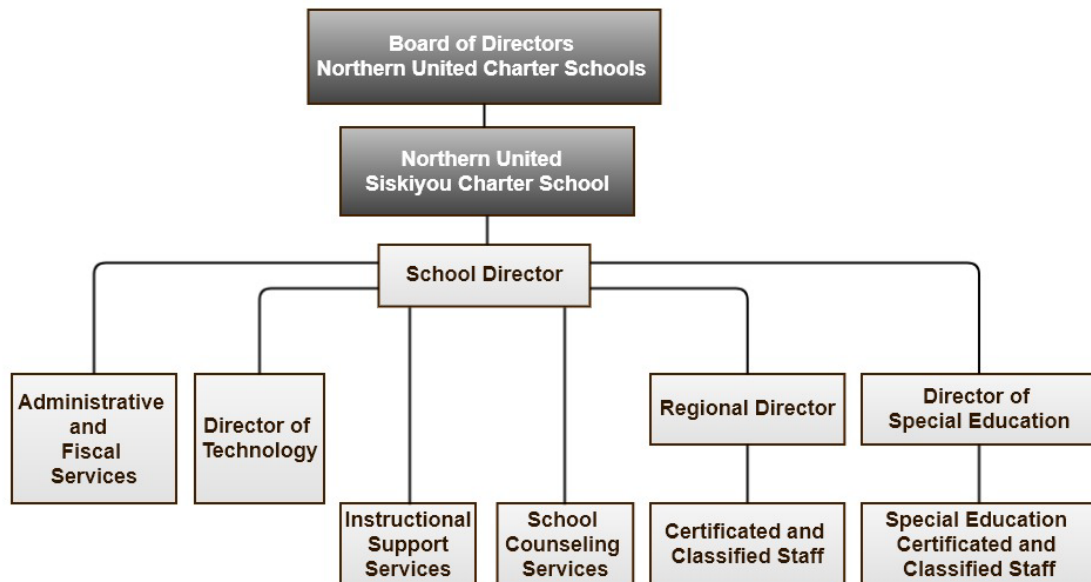 Board of Directors
Northern United Charter Schools
Northern United
Siskiyou Charter School
School Director
Administrative
and
Fiscal
Services
Director of
Technology
Regional Director
Director of
Special Education
Instructional
Support
Services
School
Counseling
Services
Certificated and
Classified Staff
Special Education
Certificated and
Classified Staff